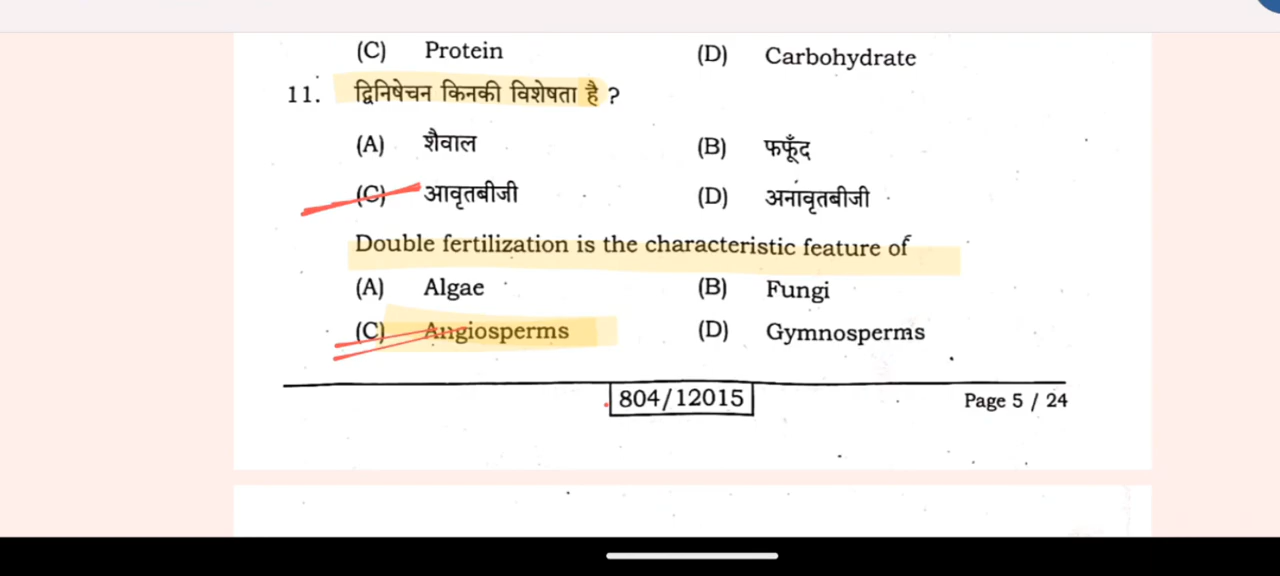 (C) Protein (D) Carbohydrate
11. द्विनिषेचन किनकी विशेषता है ?
(A) शैवाल (B) फफूँद
(C) आवृतबीजी (D) अनावृतबीजी
Double fertilization is the characteristic feature of
(A) Algae (B) Fungi
(C) Angiosperms (D) Gymnosperms
804/12015 Page 5 / 24